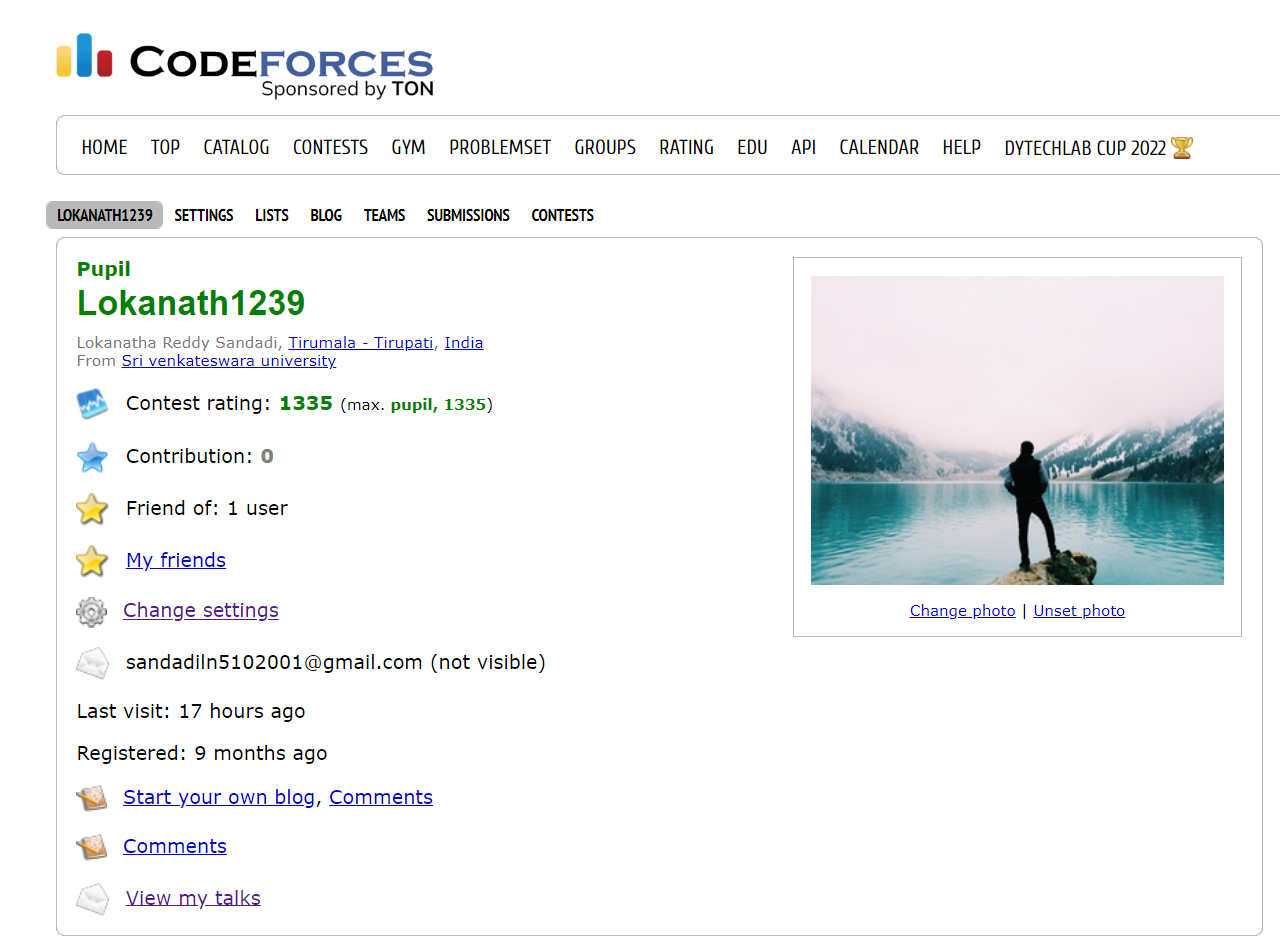 CODEFORCES
Sponsored by TON
HOME TOP CATALOG CONTESTS GYM PROBLEMSET GROUPS RATING EDU API CALENDAR HELP DYTECHLAB CUP 2022
LOKANATH1239 SETTINGS LISTS BLOG TEAMS SUBMISSIONS CONTESTS
Pupil
Lokanath1239
Lokanatha Reddy Sandadi, Tirumala - Tirupati, India
From Sri venkateswara university
Contest rating: 1335 (max. pupil, 1335)
Contribution: 0
Friend of: 1 user
My friends
Change settings
sandadiln5102001@gmail.com (not visible)
Last visit: 17 hours ago
Registered: 9 months ago
Start your own blog, Comments
Comments
View my talks
Change photo | Unset photo